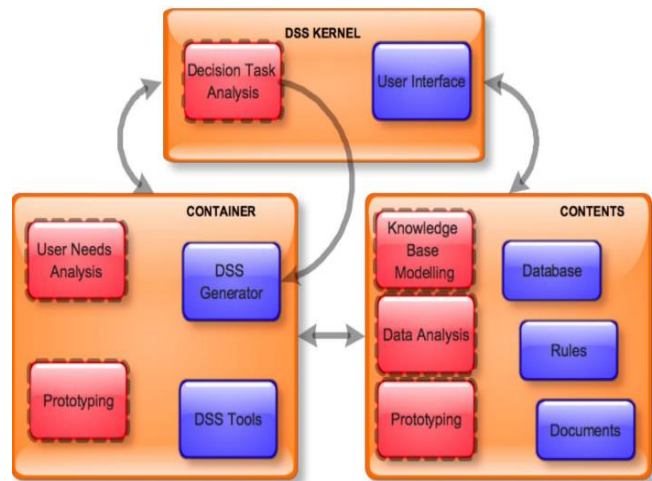 DSS KERNEL
Decision Task
Analysis
User Interface
CONTAINER
User Needs
Analysis
DSS
Generator
Prototyping
DSS Tools
CONTENTS
Knowledge
Base
Modelling
Database
Data Analysis
Rules
Prototyping
Documents